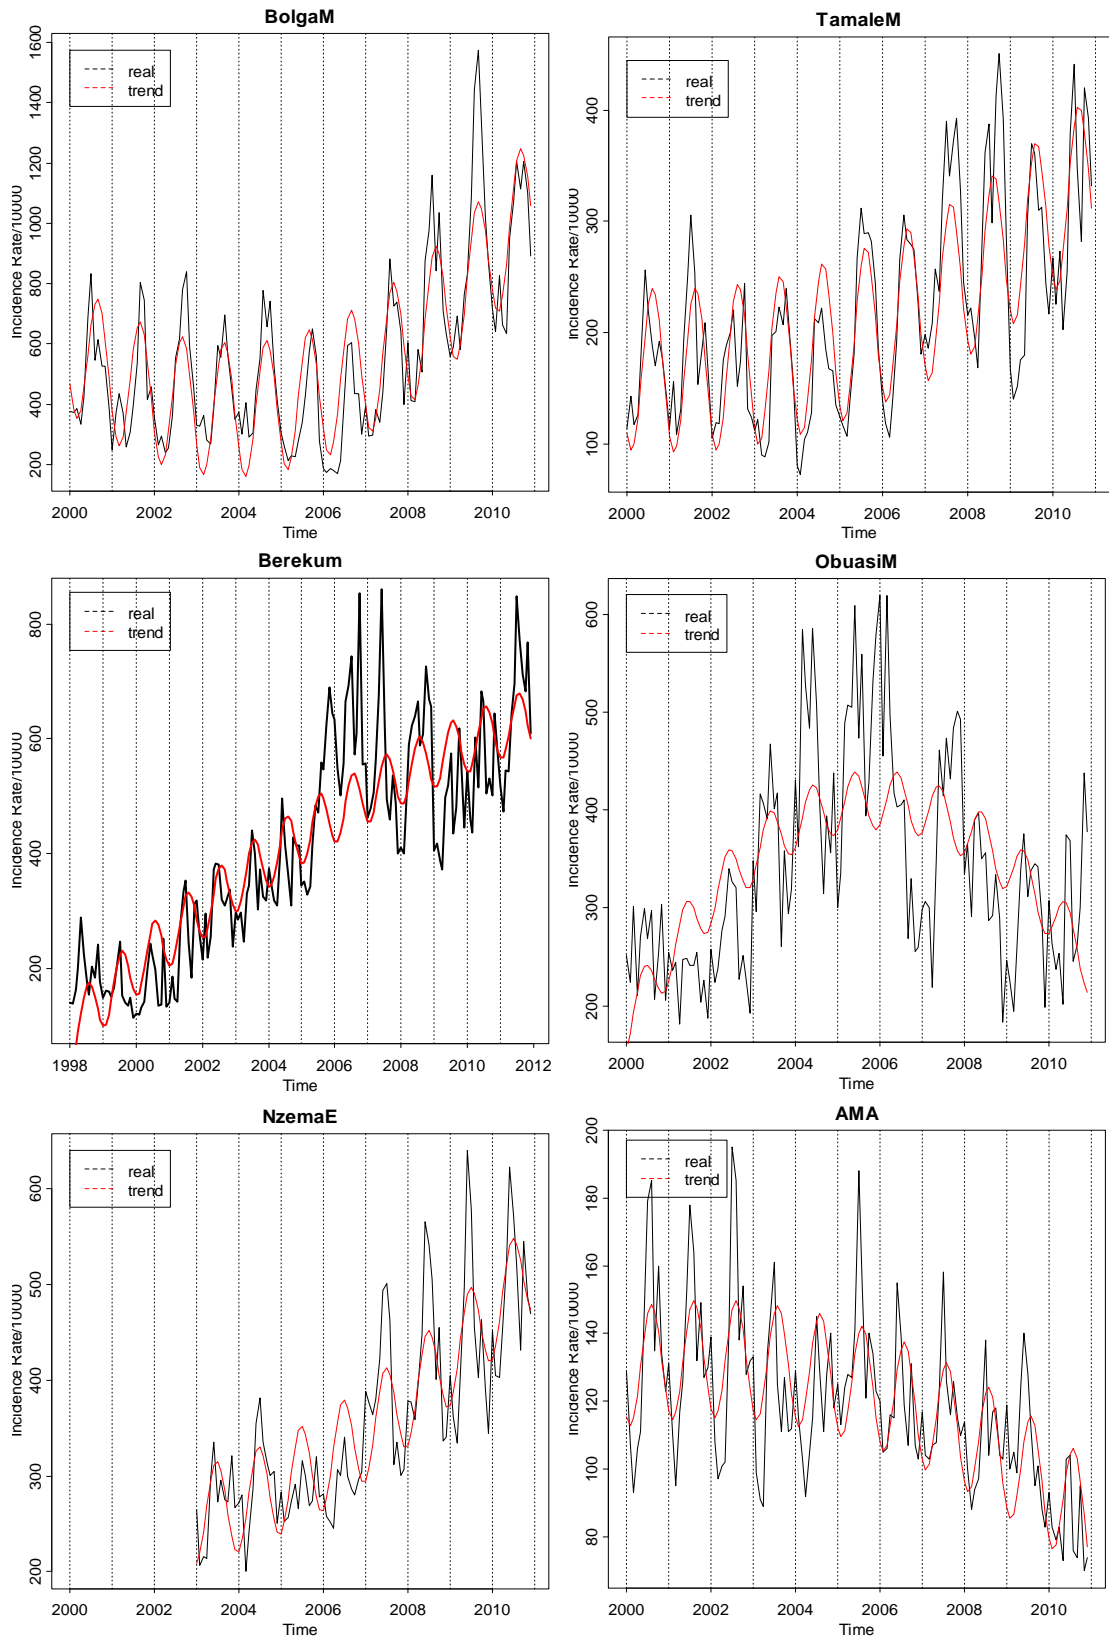 BolgaM
Incidence Rate/10000
200 400 600 800 1000 1200 1400 1600
real
trend
2000 2002 2004 2006 2008 2010
Time
TamaleM
Incidence Rate/10000
100 200 300 400
real
trend
2000 2002 2004 2006 2008 2010
Time
Berekum
Incidence Rate/10000
200 400 600 800
real
trend
1998 2000 2002 2004 2006 2008 2010 2012
Time
ObuasiM
Incidence Rate/10000
200 300 400 500 600
real
trend
2000 2002 2004 2006 2008 2010
Time
NzemaE
Incidence Rate/10000
200 300 400 500 600
real
trend
2000 2002 2004 2006 2008 2010
Time
AMA
Incidence Rate/10000
80 100 120 140 160 180 200
real
trend
2000 2002 2004 2006 2008 2010
Time